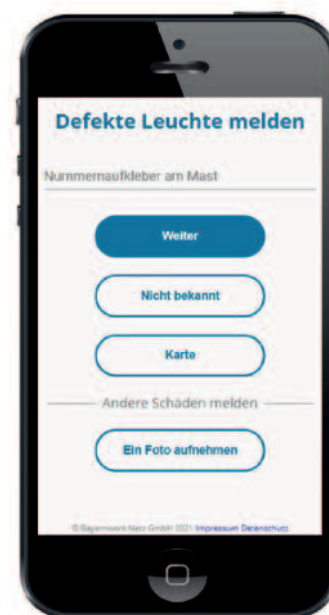 Defekte Leuchte melden
Nummernaufkleber am Mast
Weiter
Nicht bekannt
Karte
Andere Schäden melden
Ein Foto aufnehmen
© Bayernwerk Netz GmbH 2021 Impressum Datenschutz